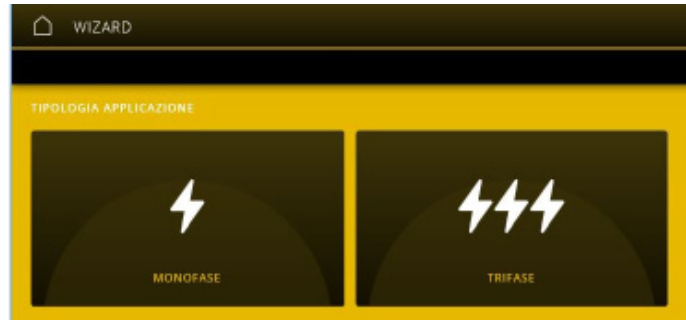 WIZARD
TIPOLOGIA APPLICAZIONE
MONOFASE
TRIFASE